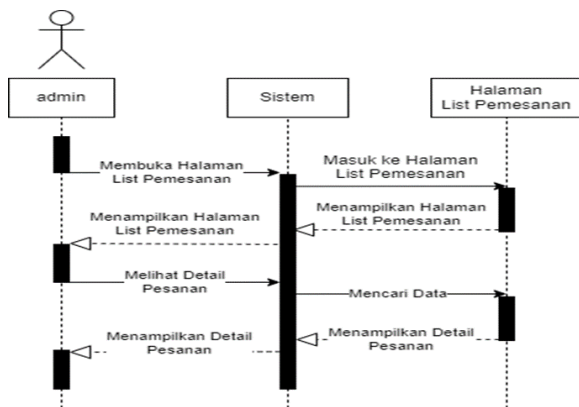 admin
Sistem
Halaman
List Pemesanan
Membuka Halaman
List Pemesanan
Masuk ke Halaman
List Pemesanan
Menampilkan Halaman
List Pemesanan
Menampilkan Halaman
List Pemesanan
Melihat Detail
Pesanan
Mencari Data
Menampilkan Detail
Pesanan
Menampilkan Detail
Pesanan